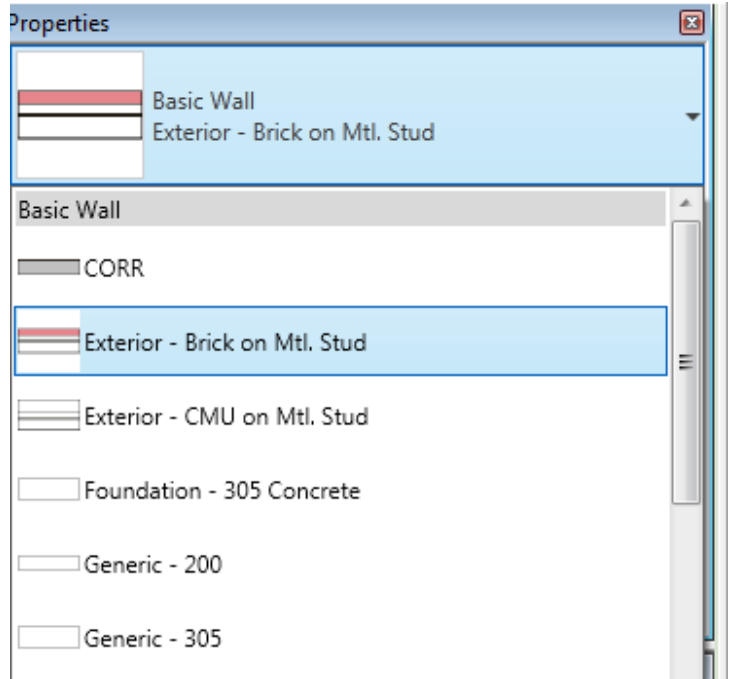 Properties
Basic Wall
Exterior - Brick on Mtl. Stud
Basic Wall
CORR
Exterior - Brick on Mtl. Stud
Exterior - CMU on Mtl. Stud
Foundation - 305 Concrete
Generic - 200
Generic - 305